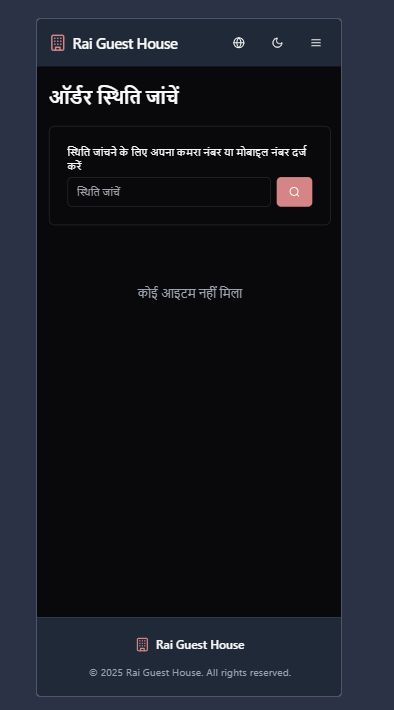 Rai Guest House
ऑर्डर स्थिति जांचें
स्थिति जांचने के लिए अपना कमरा नंबर या मोबाइल नंबर दर्ज
करें
स्थिति जांचें
कोई आइटम नहीं मिला
Rai Guest House
© 2025 Rai Guest House. All rights reserved.